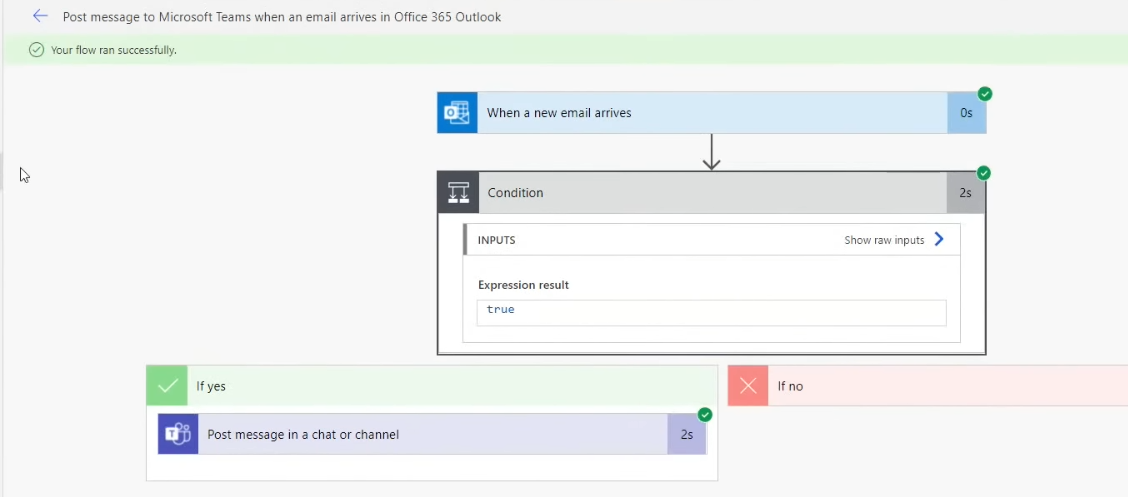 Post message to Microsoft Teams when an email arrives in Office 365 Outlook
Your flow ran successfully.
When a new email arrives
0s
Condition
2s
INPUTS
Show raw inputs
Expression result
true
If yes
If no
Post message in a chat or channel
2s